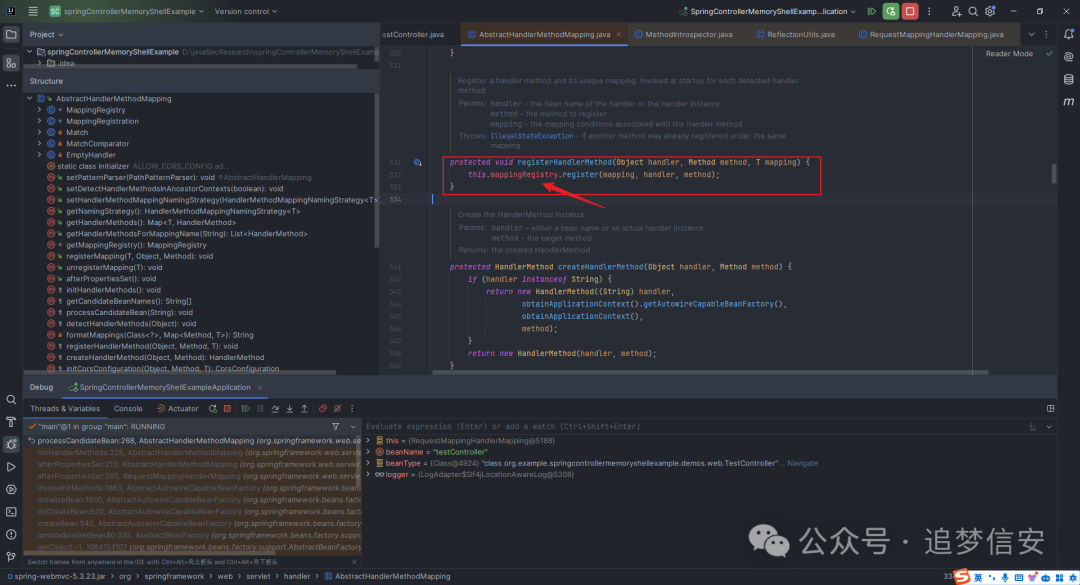 springControllerMemoryShellExample
Version control
SpringControllerMemoryShellExamp...lication
Project
springControllerMemoryShellExample D:\javaSecResearch\springControllerMemoryShellExam
.idea
Structure
AbstractHandlerMethodMapping
MappingRegistry
MappingRegistration
Match
MatchComparator
EmptyHandler
static class initializer ALLOW_CORS_CONFIG.ad...
setPatternParser(PathPatternParser): void ↑AbstractHandlerMapping
setDetectHandlerMethodsInAncestorContexts(boolean): void
setHandlerMethodMappingNamingStrategy(HandlerMethodMappingNamingStrategy<T>
getNamingStrategy(): HandlerMethodMappingNamingStrategy<T>
getHandlerMethods(): Map<T, HandlerMethod>
getHandlerMethodsForMappingName(String): List<HandlerMethod>
getMappingRegistry(): MappingRegistry
registerMapping(T, Object, Method): void
unregisterMapping(T): void
afterPropertiesSet(): void
initHandlerMethods(): void
getCandidateBeanNames(): String[]
processCandidateBean(String): void
detectHandlerMethods(Object): void
formatMappings(Class<?>, Map<Method, T>): String
registerHandlerMethod(Object, Method, T): void
createHandlerMethod(Object, Method): HandlerMethod
initCorsConfiguration(Object, Method, T): CorsConfiguration
estController.java
AbstractHandlerMethodMapping.java
MethodIntrospector.java
ReflectionUtils.java
RequestMappingHandlerMapping.java
Reader Mode
320 }
321
Register a handler method and its unique mapping. Invoked at startup for each detected handler
method.
Params: handler – the bean name of the handler or the handler instance
method – the method to register
mapping – the mapping conditions associated with the handler method
Throws: IllegalStateException – if another method was already registered under the same
mapping
331 protected void registerHandlerMethod(Object handler, Method method, T mapping) {
332 this.mappingRegistry.register(mapping, handler, method);
333 }
334
Create the HandlerMethod instance.
Params: handler – either a bean name or an actual handler instance
method – the target method
Returns: the created HandlerMethod
341 protected HandlerMethod createHandlerMethod(Object handler, Method method) {
342 if (handler instanceof String) {
343 return new HandlerMethod((String) handler,
344 obtainApplicationContext().getAutowireCapableBeanFactory(),
345 obtainApplicationContext(),
346 method);
347 }
348 return new HandlerMethod(handler, method);
349 }
Debug
SpringControllerMemoryShellExampleApplication
Threads & Variables
Console
Actuator
"main"@1 in group "main": RUNNING
processCandidateBean:268, AbstractHandlerMethodMapping (org.springframework.web.se
initHandlerMethods:225, AbstractHandlerMethodMapping (org.springframework.web.servle
afterPropertiesSet:213, AbstractHandlerMethodMapping (org.springframework.web.servle
afterPropertiesSet:205, RequestMappingHandlerMapping (org.springframework.web.servle
invokeInitMethods:1863, AbstractAutowireCapableBeanFactory (org.springframework.bean
initializeBean:1800, AbstractAutowireCapableBeanFactory (org.springframework.beans.fac
doCreateBean:620, AbstractAutowireCapableBeanFactory (org.springframework.beans.fac
createBean:542, AbstractAutowireCapableBeanFactory (org.springframework.beans.factory
lambda$doGetBean$0:335, AbstractBeanFactory (org.springframework.beans.factory.supp
getObject:-1, 1064154107 (org.springframework.beans.factory.support.AbstractBeanFactory
Switch frames from anywhere in the IDE with Ctrl+Alt+向上箭头 and Ctrl+Alt+向下箭头
Evaluate expression (Enter) or add a watch (Ctrl+Shift+Enter)
this = {RequestMappingHandlerMapping@5188}
beanName = "testController"
beanType = {Class@4924} "class org.example.springcontrollermemoryshellexample.demos.web.TestController"... Navigate
logger = {LogAdapter$Slf4jLocationAwareLog@5208}
公众号 · 追梦信安
spring-webmvc-5.3.23.jar > org > springframework > web > servlet > handler > AbstractHandlerMethodMapping
英